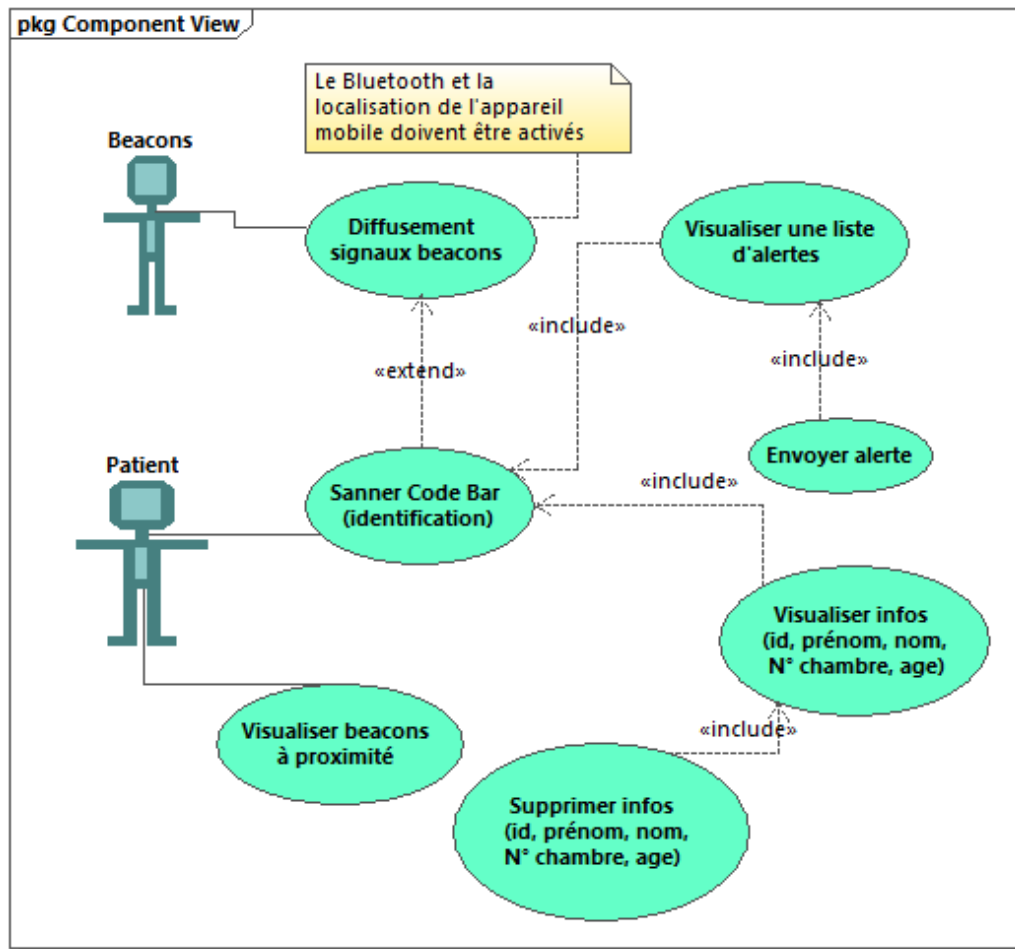 pkg Component View
Le Bluetooth et la
localisation de l'appareil
mobile doivent être activés
Beacons
Diffusement
signaux beacons
Visualiser une liste
d'alertes
«include»
«include»
«extend»
Envoyer alerte
Patient
Sanner Code Bar
(identification)
«include»
Visualiser infos
(id, prénom, nom,
N° chambre, age)
Visualiser beacons
à proximité
«include»
Supprimer infos
(id, prénom, nom,
N° chambre, age)